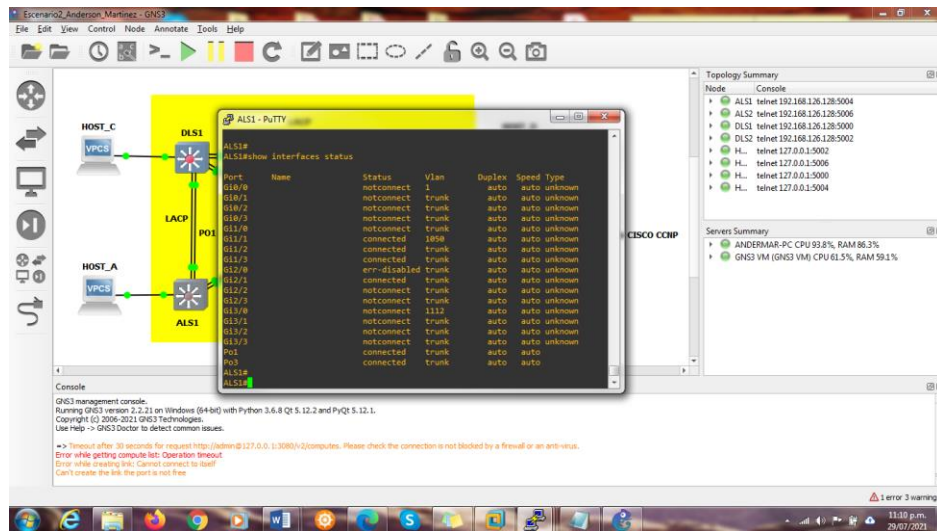 Escenario2_Anderson_Martinez - GNS3
File Edit View Control Node Annotate Tools Help
HOST_C
VPCS
DLS1
LACP
PO1
HOST_A
VPCS
ALS1
CISCO CCNP
ALS1 - PuTTY
ALS1#
ALS1#show interfaces status
Port Name Status Vlan Duplex Speed Type
Gi0/0 notconnect 1 auto auto unknown
Gi0/1 notconnect trunk auto auto unknown
Gi0/2 notconnect trunk auto auto unknown
Gi0/3 notconnect trunk auto auto unknown
Gi1/0 notconnect trunk auto auto unknown
Gi1/1 connected 1050 auto auto unknown
Gi1/2 connected trunk auto auto unknown
Gi1/3 connected trunk auto auto unknown
Gi2/0 err-disabled trunk auto auto unknown
Gi2/1 connected trunk auto auto unknown
Gi2/2 notconnect trunk auto auto unknown
Gi2/3 notconnect trunk auto auto unknown
Gi3/0 notconnect 1112 auto auto unknown
Gi3/1 notconnect trunk auto auto unknown
Gi3/2 notconnect trunk auto auto unknown
Gi3/3 notconnect trunk auto auto unknown
Po1 connected trunk auto auto
Po3 connected trunk auto auto
ALS1#
ALS1#
Topology Summary
Node Console
ALS1 telnet 192.168.126.128:5004
ALS2 telnet 192.168.126.128:5006
DLS1 telnet 192.168.126.128:5000
DLS2 telnet 192.168.126.128:5002
H... telnet 127.0.0.1:5002
H... telnet 127.0.0.1:5006
H... telnet 127.0.0.1:5000
H... telnet 127.0.0.1:5004
Servers Summary
ANDERMAR-PC CPU 93.8%, RAM 86.3%
GNS3 VM (GNS3 VM) CPU 61.5%, RAM 59.1%
Console
GNS3 management console.
Running GNS3 version 2.2.21 on Windows (64-bit) with Python 3.6.8 Qt 5.12.2 and PyQt 5.12.1.
Copyright (c) 2006-2021 GNS3 Technologies.
Use Help -> GNS3 Doctor to detect common issues.
=> Timeout after 30 seconds for request http://admin@127.0.0.1:3080/v2/computes. Please check the connection is not blocked by a firewall or an anti-virus.
Error while getting compute list: Operation timeout
Error while creating link: Cannot connect to itself
Can't create the link the port is not free
1 error 3 warning
11:10 p.m.
29/07/2021